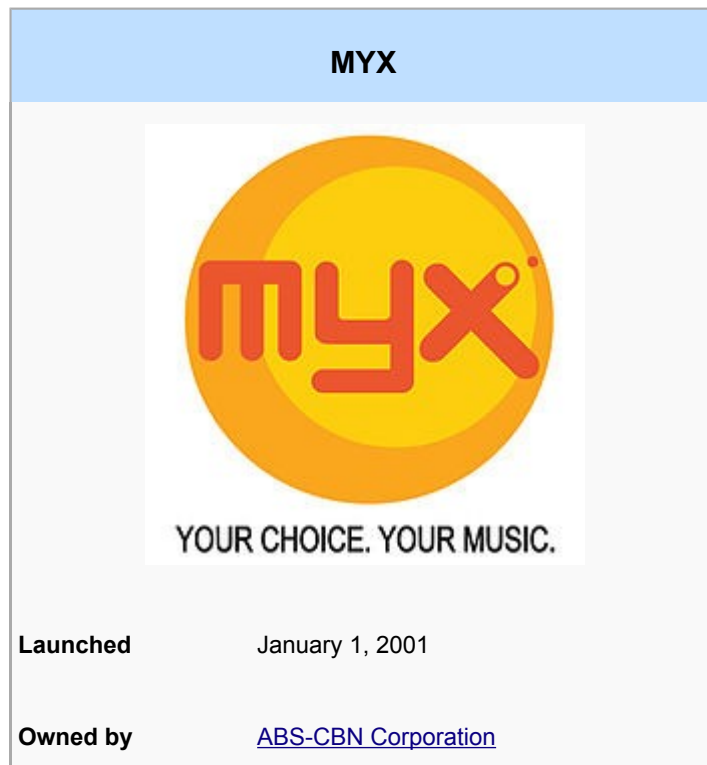 MYX
myx
YOUR CHOICE. YOUR MUSIC.
Launched January 1, 2001
Owned by ABS-CBN Corporation